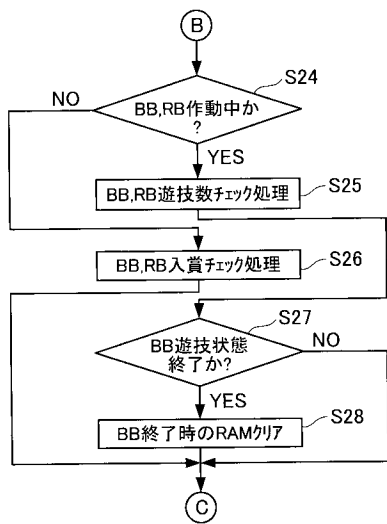 B
S24
NO
BB,RB作動中か
?
YES
BB,RB遊技数チェック処理
S25
BB,RB入賞チェック処理
S26
S27
BB遊技状態
終了か?
NO
YES
S28
BB終了時のRAMクリア
C